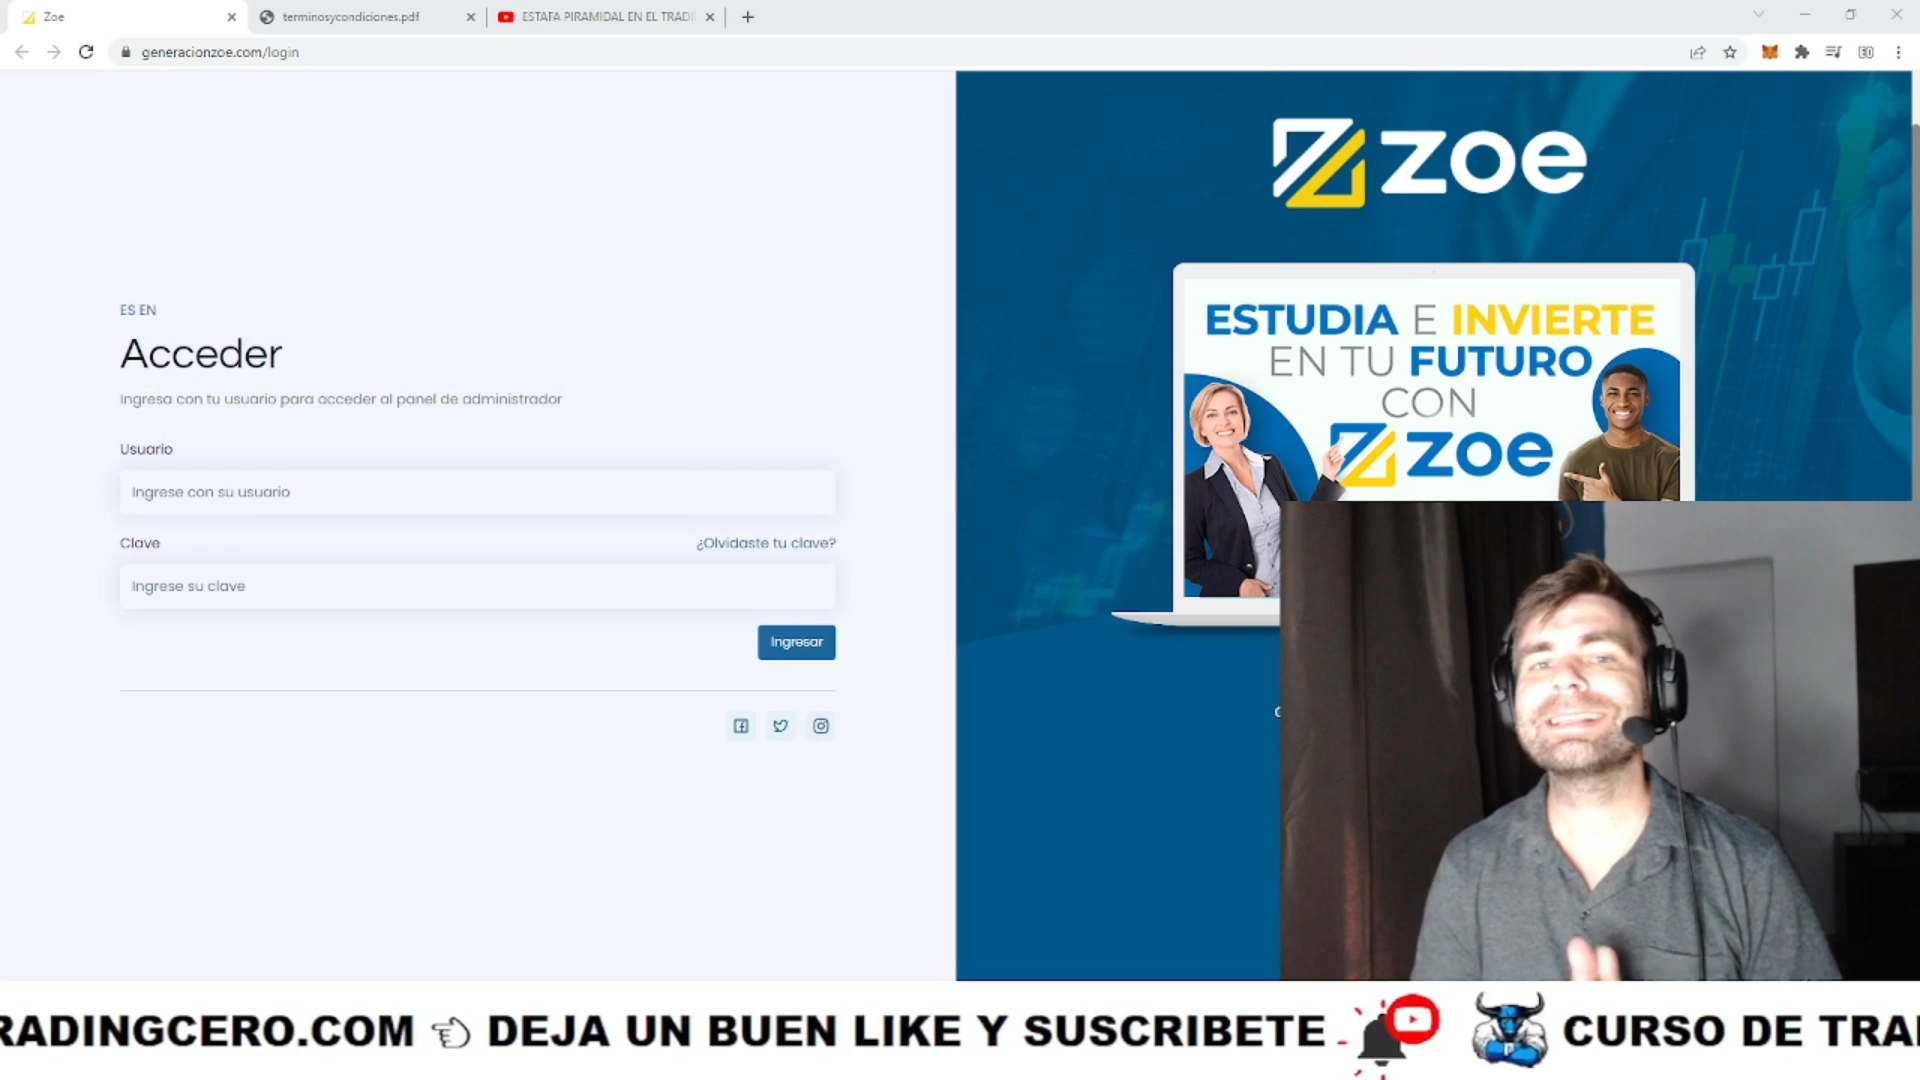 Zoe
terminosycondiciones.pdf
ESTAFA PIRAMIDAL EN EL TRADI
generacionzoe.com/login
ES EN
Acceder
Ingresa con tu usuario para acceder al panel de administrador
Usuario
Ingrese con su usuario
Clave
¿Olvidaste tu clave?
Ingrese su clave
Ingresar
zoe
ESTUDIA E INVIERTE
EN TU FUTURO
CON
zoe
RADINGCERO.COM DEJA UN BUEN LIKE Y SUSCRIBETE CURSO DE TRA